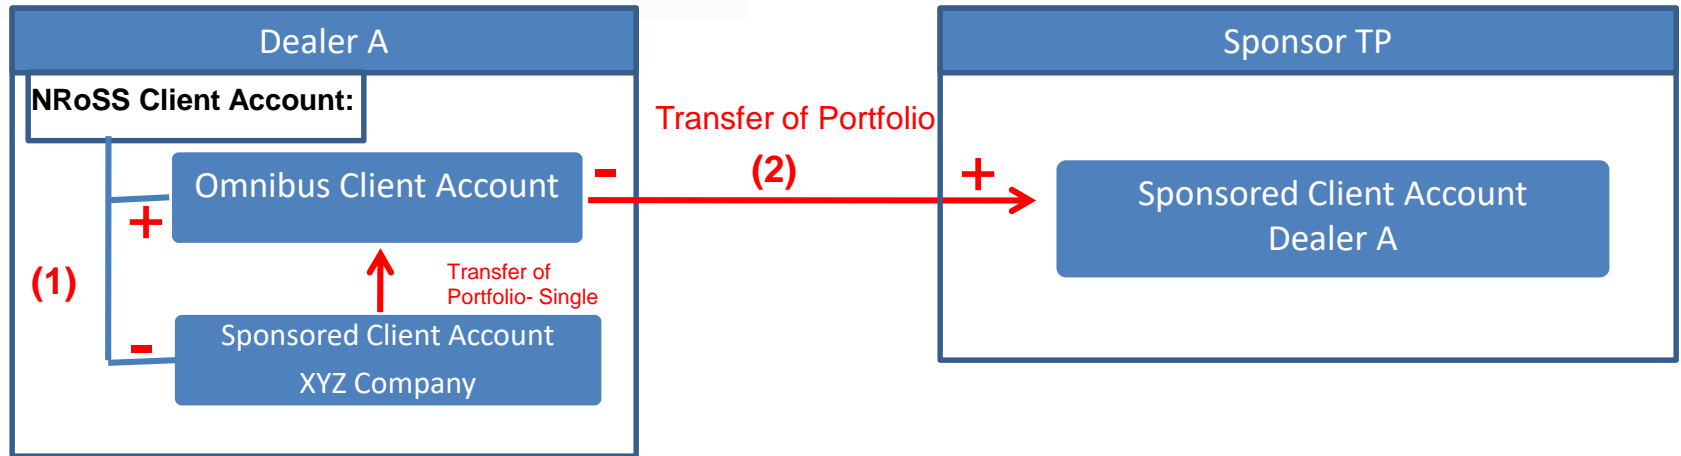 Dealer A
Sponsor TP
NRoSS Client Account:
Transfer of Portfolio
(2)
-
+
Omnibus Client Account
+
Sponsored Client Account
Dealer A
(1)
Transfer of
Portfolio- Single
-
Sponsored Client Account
XYZ Company